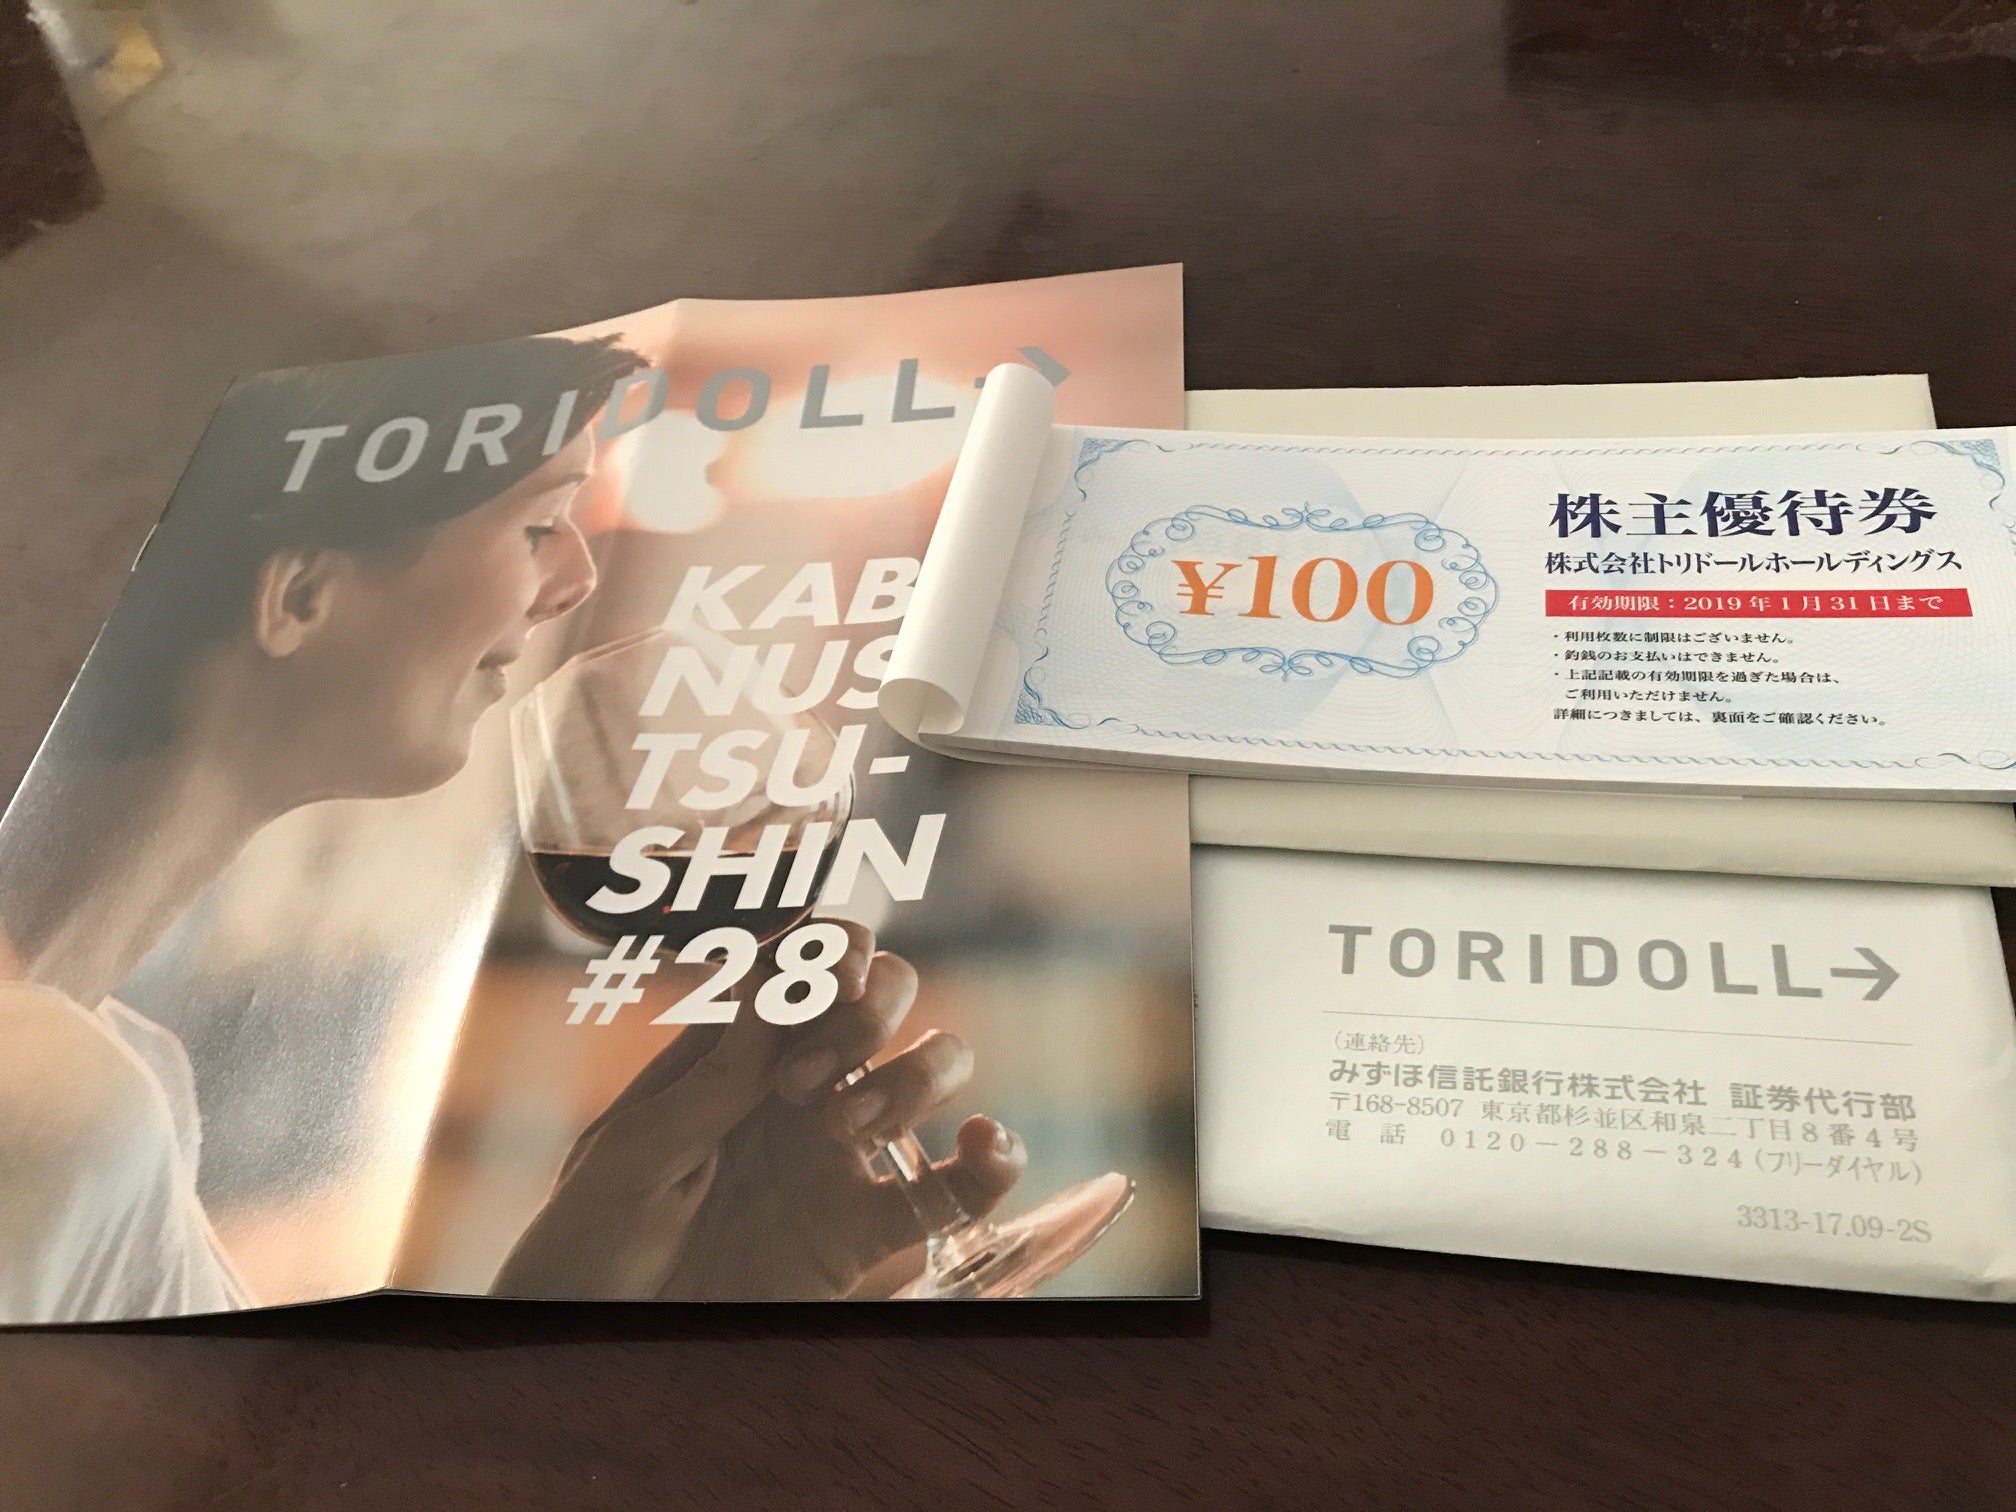 TORIDOLL→
KAB
NUS
TSU-
SHIN
#28
¥100
株主優待券
株式会社トリドールホールディングス
有効期限：2019年1月31日まで
・利用枚数に制限はございません。
・釣銭のお支払いはできません。
・上記記載の有効期限を過ぎた場合は、
ご利用いただけません。
詳細につきましては、裏面をご確認ください。
TORIDOLL→
（連絡先）
みずほ信託銀行株式会社 証券代行部
〒168-8507 東京都杉並区和泉二丁目8番4号
電 話 0120－288－324（フリーダイヤル）
3313-17.09-2S